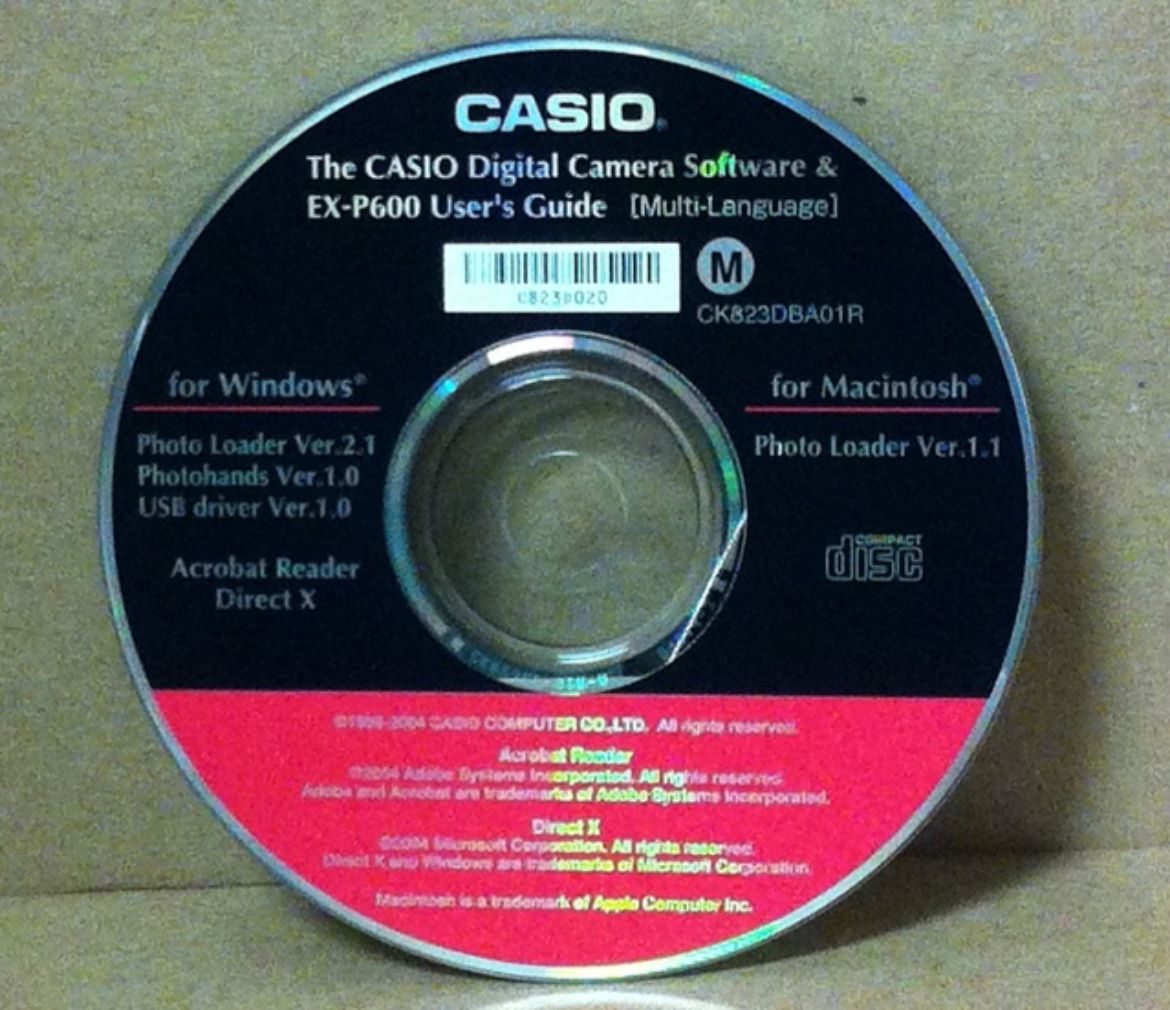 CASIO
The CASIO Digital Camera Software &
EX-P600 User's Guide [Multi-Language]
M
CK823DBA01R
for Windows®
Photo Loader Ver.2.1
Photohands Ver.1.0
USB driver Ver.1.0
Acrobat Reader
Direct X
for Macintosh®
Photo Loader Ver.1.1
COMPACT
disc
©1999-2004 CASIO COMPUTER CO.,LTD. All rights reserved.
Acrobat Reader
©2004 Adobe Systems Incorporated. All rights reserved.
Adobe and Acrobat are trademarks of Adobe Systems Incorporated.
Direct X
©2004 Microsoft Corporation. All rights reserved.
Direct X and Windows are trademarks of Microsoft Corporation.
Macintosh is a trademark of Apple Computer Inc.